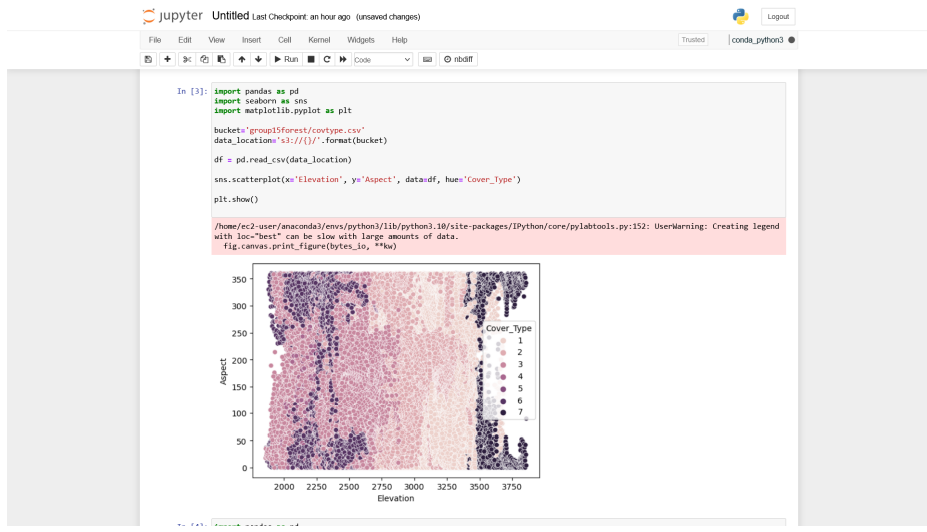 jupyter Untitled Last Checkpoint: an hour ago (unsaved changes)
Logout
File Edit View Insert Cell Kernel Widgets Help
Trusted
conda_python3
Run
Code
nbdiff
In [3]: import pandas as pd
import seaborn as sns
import matplotlib.pyplot as plt
bucket='group15forest/covtype.csv'
data_location='s3://{}/'.format(bucket)
df = pd.read_csv(data_location)
sns.scatterplot(x='Elevation', y='Aspect', data=df, hue='Cover_Type')
plt.show()
/home/ec2-user/anaconda3/envs/python3/lib/python3.10/site-packages/IPython/core/pylabtools.py:152: UserWarning: Creating legend
with loc="best" can be slow with large amounts of data.
fig.canvas.print_figure(bytes_io, **kw)
350
300
250
200
150
100
50
0
Aspect
Cover_Type
1
2
3
4
5
6
7
2000 2250 2500 2750 3000 3250 3500 3750
Elevation
In [4]: import pandas as pd